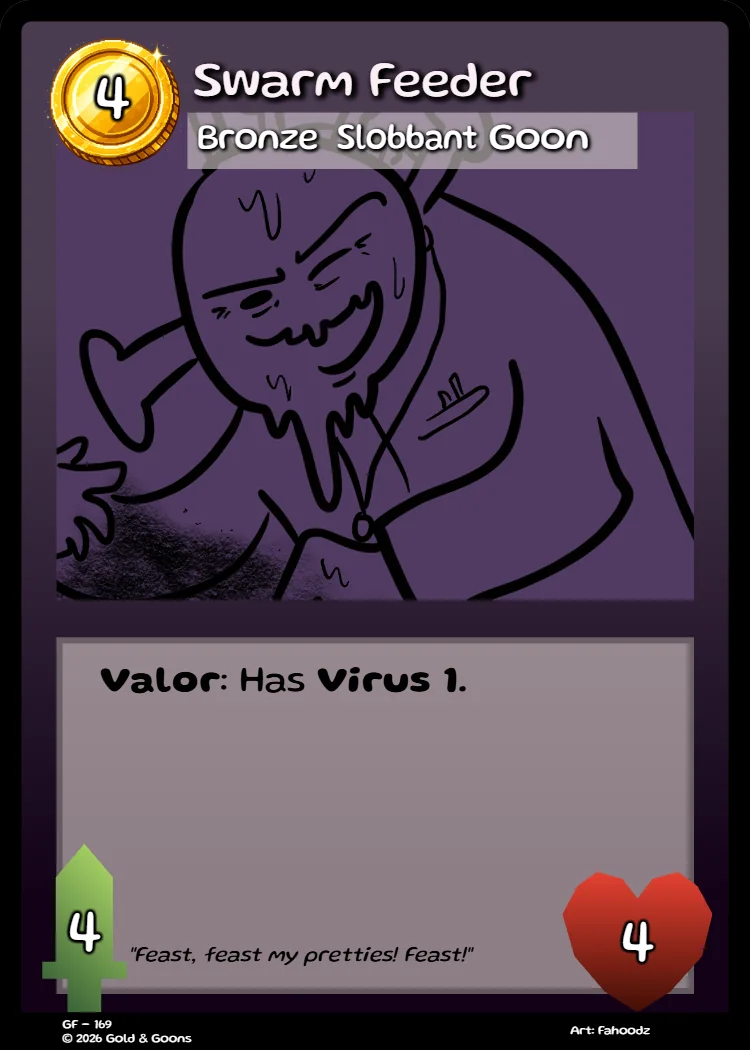 4
Swarm Feeder
Bronze Slobbant Goon
Valor: Has Virus 1.
4
"Feast, feast my pretties! Feast!"
4
GF - 169
© 2026 Gold & Goons
Art: Fahoodz